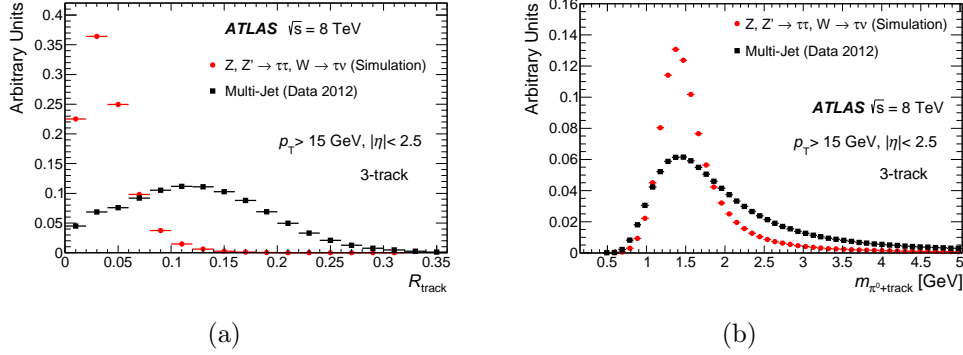 Arbitrary Units
0.4
0.35
0.3
0.25
0.2
0.15
0.1
0.05
ATLAS √s = 8 TeV
Z, Z' → ττ, W → τν (Simulation)
Multi-Jet (Data 2012)
p_T > 15 GeV, |η| < 2.5
3-track
0 0.05 0.1 0.15 0.2 0.25 0.3 0.35
R_track
(a)
Arbitrary Units
0.16
0.14
0.12
0.1
0.08
0.06
0.04
0.02
Z, Z' → ττ, W → τν (Simulation)
Multi-Jet (Data 2012)
ATLAS √s = 8 TeV
p_T > 15 GeV, |η| < 2.5
3-track
0 0.5 1 1.5 2 2.5 3 3.5 4 4.5 5
m_π⁰+track [GeV]
(b)